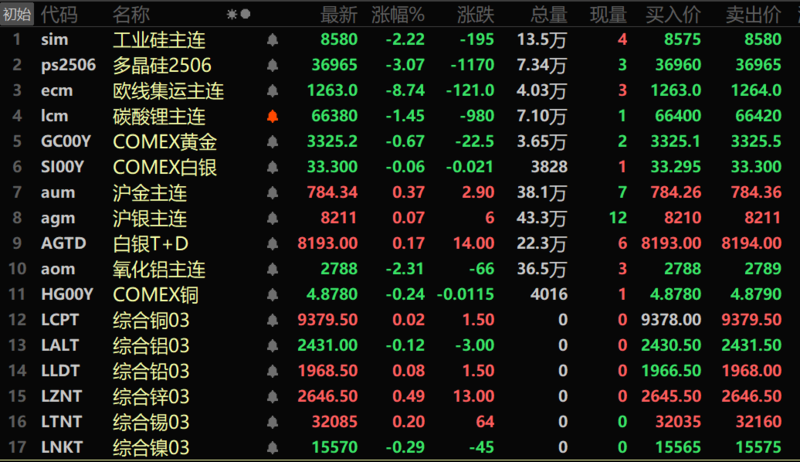 初始 代码 名称 最新 涨幅% 涨跌 总量 现量 买入价 卖出价
1 sim 工业硅主连 8580 -2.22 -195 13.5万 4 8575 8580
2 ps2506 多晶硅2506 36965 -3.07 -1170 7.34万 3 36960 36965
3 ecm 欧线集运主连 1263.0 -8.74 -121.0 4.03万 3 1263.0 1264.0
4 lcm 碳酸锂主连 66380 -1.45 -980 7.10万 1 66400 66420
5 GC00Y COMEX黄金 3325.2 -0.67 -22.5 3.65万 2 3325.1 3325.5
6 SI00Y COMEX白银 33.300 -0.06 -0.021 3828 1 33.295 33.300
7 aum 沪金主连 784.34 0.37 2.90 38.1万 7 784.26 784.36
8 agm 沪银主连 8211 0.07 6 43.3万 12 8210 8211
9 AGTD 白银T+D 8193.00 0.17 14.00 22.3万 6 8193.00 8194.00
10 aom 氧化铝主连 2788 -2.31 -66 36.5万 3 2788 2789
11 HG00Y COMEX铜 4.8780 -0.24 -0.0115 4016 1 4.8780 4.8790
12 LCPT 综合铜03 9379.50 0.02 1.50 0 0 9378.00 9379.50
13 LALT 综合铝03 2431.00 -0.12 -3.00 0 0 2430.50 2431.50
14 LLDT 综合铅03 1968.50 0.08 1.50 0 0 1966.50 1968.00
15 LZNT 综合锌03 2646.50 0.49 13.00 0 0 2645.50 2646.50
16 LTNT 综合锡03 32085 0.20 64 0 0 32035 32160
17 LNKT 综合镍03 15570 -0.29 -45 0 0 15565 15575